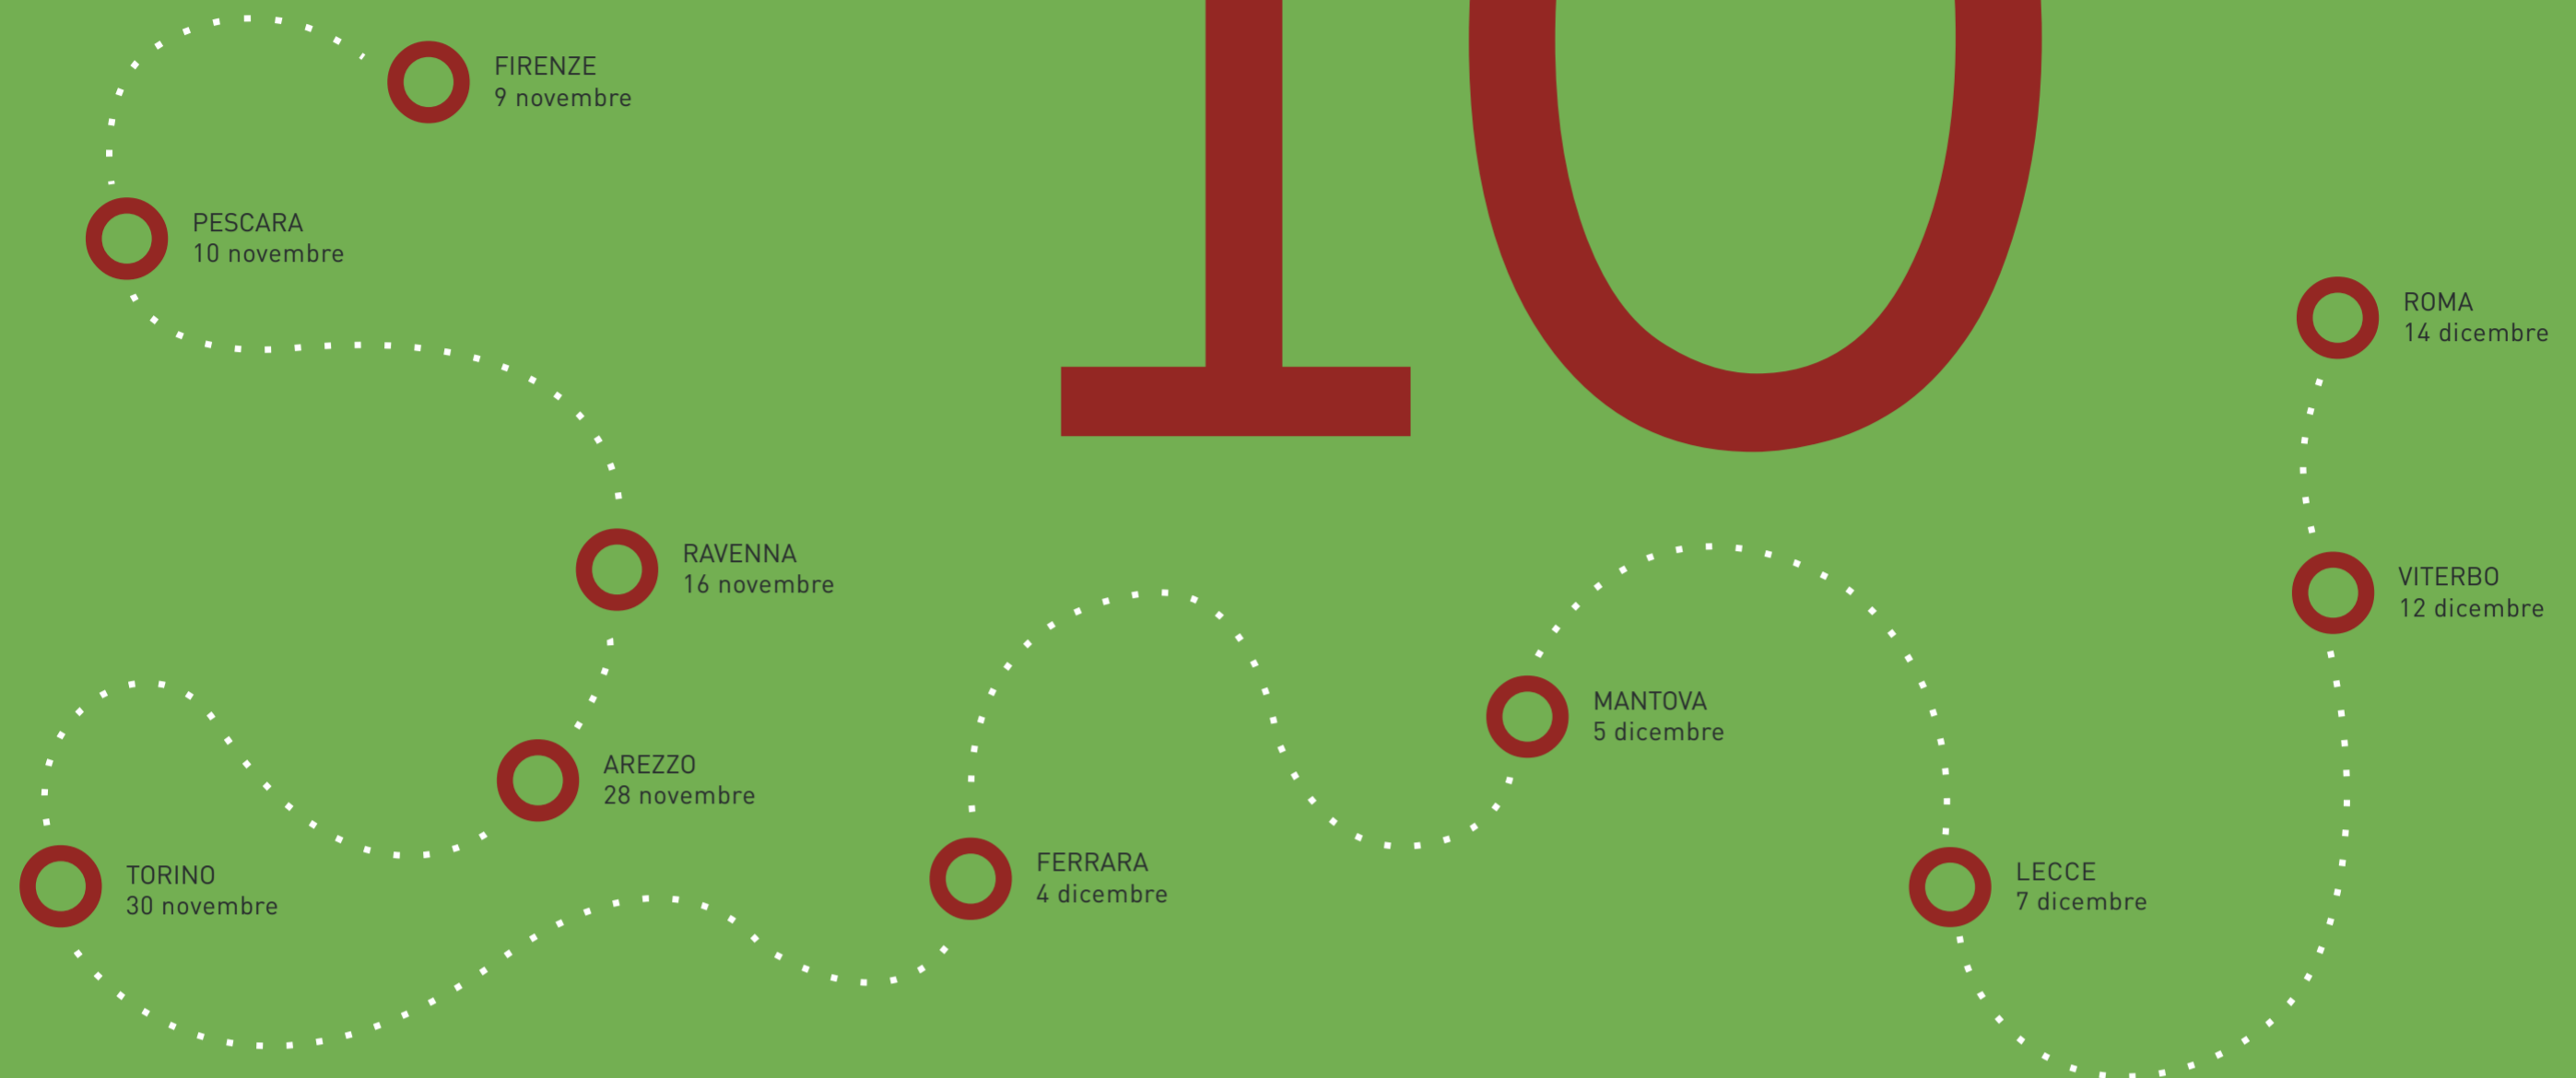 10
FIRENZE
9 novembre
PESCARA
10 novembre
RAVENNA
16 novembre
AREZZO
28 novembre
TORINO
30 novembre
FERRARA
4 dicembre
MANTOVA
5 dicembre
LECCE
7 dicembre
VITERBO
12 dicembre
ROMA
14 dicembre